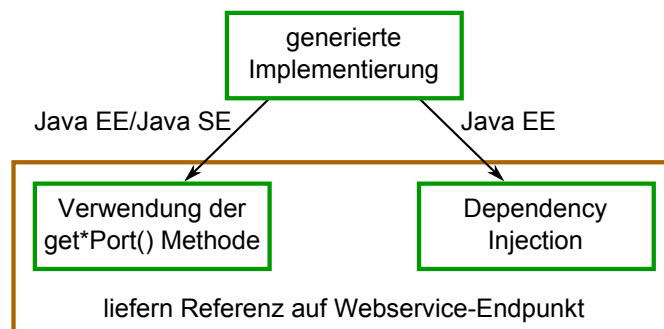 generierte
Implementierung
Java EE/Java SE
Java EE
Verwendung der
get*Port() Methode
Dependency
Injection
liefern Referenz auf Webservice-Endpunkt